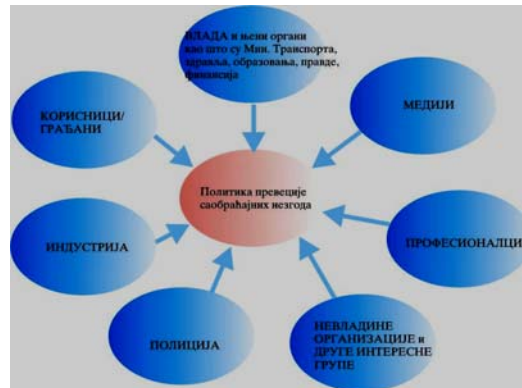 ВЛАДА и њени органи
као што су Мин. Транспорта,
здравља, образовања, правде,
финансија
КОРИСНИЦИ/
ГРАЂАНИ
МЕДИЈИ
Политика превеције
саобраћајних незгода
ИНДУСТРИЈА
ПРОФЕСИОНАЛЦИ
ПОЛИЦИЈА
НЕВЛАДИНЕ
ОРГАНИЗАЦИЈЕ и
ДРУГЕ ИНТЕРЕСНЕ
ГРУПЕ